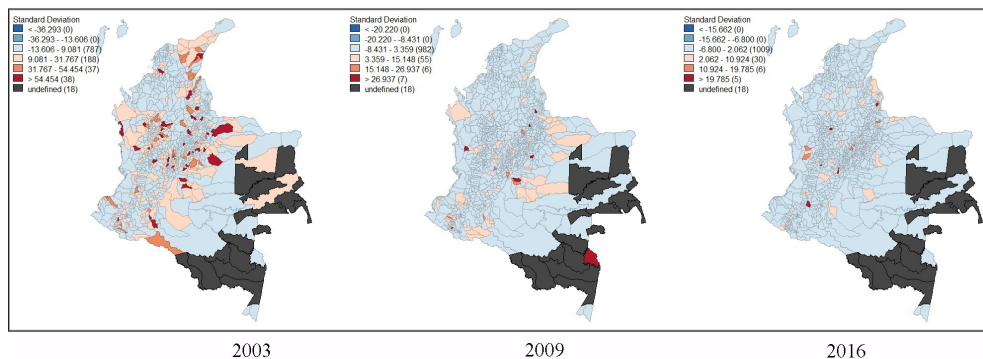 Standard Deviation
< -36.293 (0)
-36.293 - -13.606 (0)
-13.606 - 9.081 (787)
9.081 - 31.767 (188)
31.767 - 54.454 (37)
> 54.454 (38)
undefined (18)
Standard Deviation
< -20.220 (0)
-20.220 - -8.431 (0)
-8.431 - 3.359 (982)
3.359 - 15.148 (55)
15.148 - 26.937 (6)
> 26.937 (7)
undefined (18)
Standard Deviation
< -15.662 (0)
-15.662 - -6.800 (0)
-6.800 - 2.062 (1009)
2.062 - 10.924 (30)
10.924 - 19.785 (6)
> 19.785 (5)
undefined (18)
2003
2009
2016